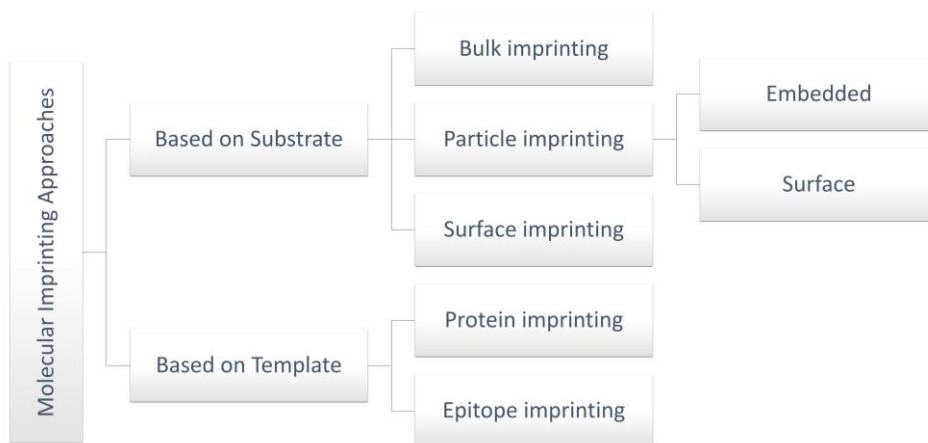 Molecular Imprinting Approaches
Based on Substrate
Bulk imprinting
Particle imprinting
Embedded
Surface
Surface imprinting
Based on Template
Protein imprinting
Epitope imprinting